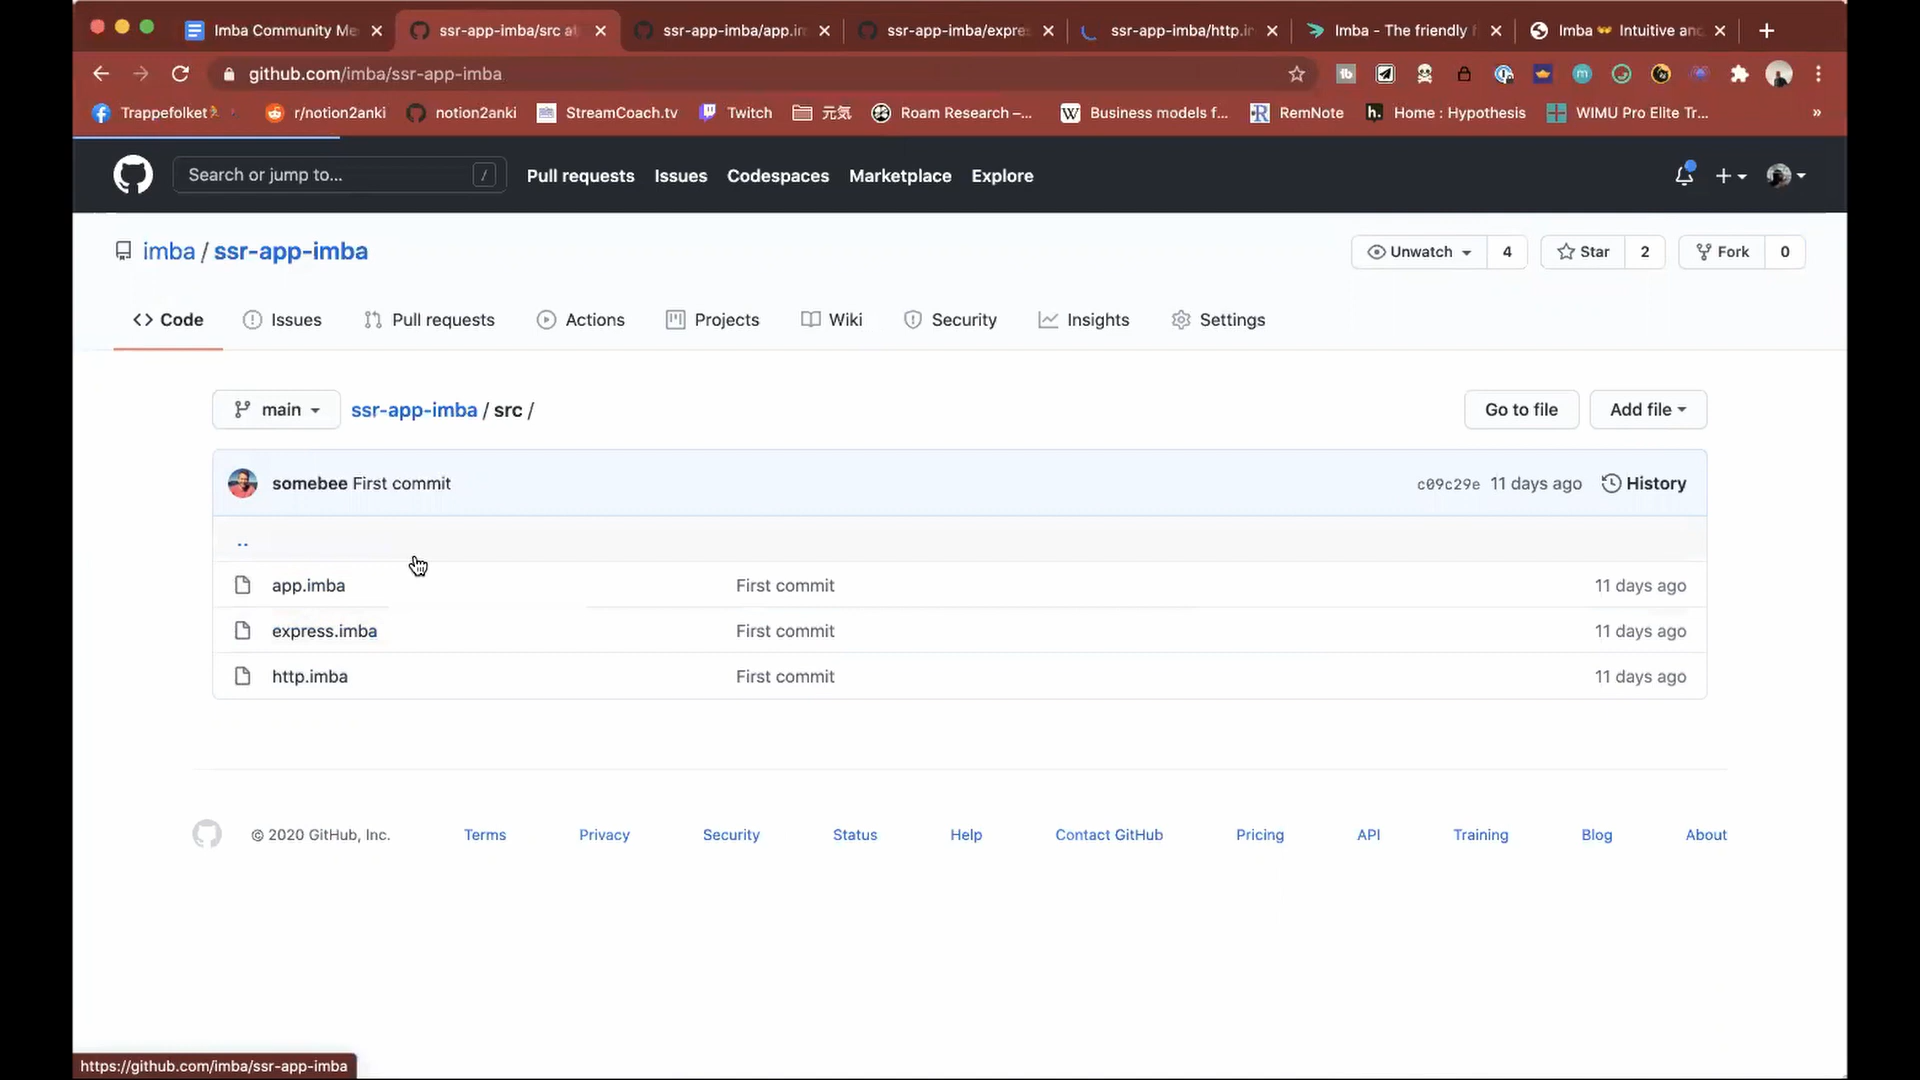 Imba Community Me
ssr-app-imba/src at
ssr-app-imba/app.im
ssr-app-imba/expre
ssr-app-imba/http.in
Imba - The friendly
Imba Intuitive and
github.com/imba/ssr-app-imba
Trappefolket
r/notion2anki
notion2anki
StreamCoach.tv
Twitch
元気
Roam Research –...
Business models f...
RemNote
Home : Hypothesis
WIMU Pro Elite Tr...
»
Search or jump to... /
Pull requests
Issues
Codespaces
Marketplace
Explore
imba / ssr-app-imba
Unwatch 4
Star 2
Fork 0
Code
Issues
Pull requests
Actions
Projects
Wiki
Security
Insights
Settings
main
ssr-app-imba / src /
Go to file
Add file
somebee First commit
c09c29e 11 days ago
History
..
app.imba First commit 11 days ago
express.imba First commit 11 days ago
http.imba First commit 11 days ago
© 2020 GitHub, Inc.
Terms
Privacy
Security
Status
Help
Contact GitHub
Pricing
API
Training
Blog
About
https://github.com/imba/ssr-app-imba